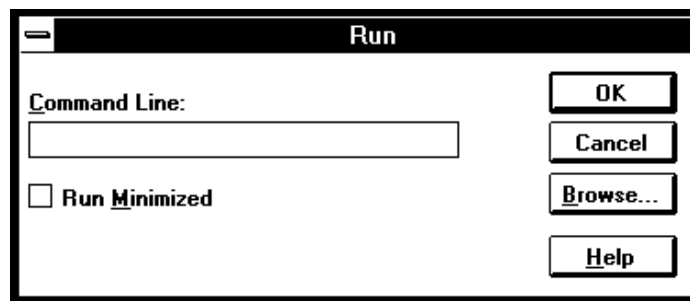 Run
Command Line:
Run Minimized
OK
Cancel
Browse...
Help